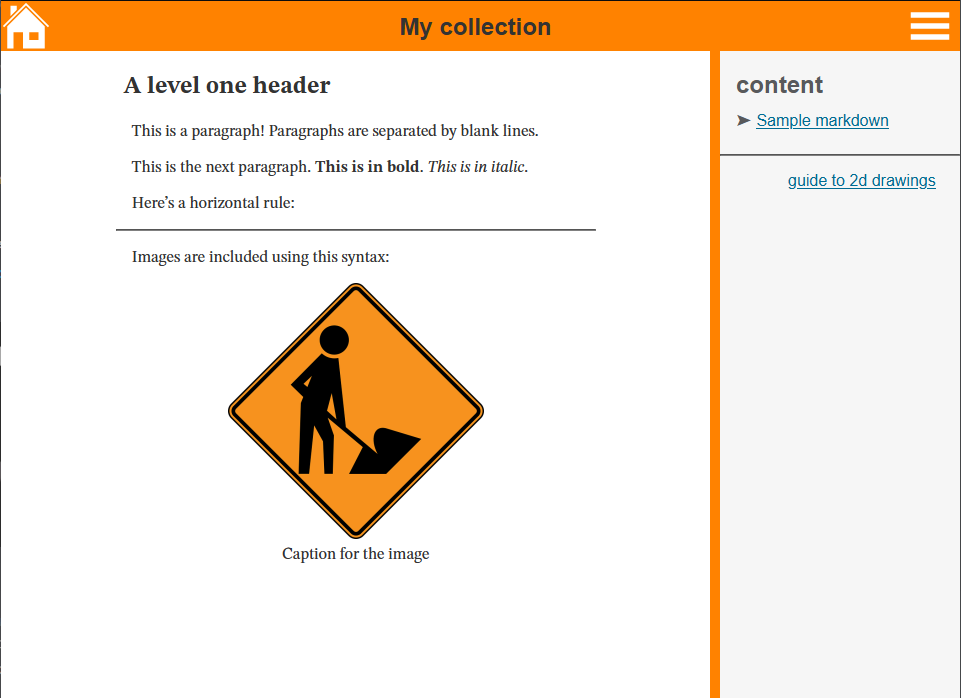 My collection
A level one header
This is a paragraph! Paragraphs are separated by blank lines.
This is the next paragraph. This is in bold. This is in italic.
Here’s a horizontal rule:
Images are included using this syntax:
Caption for the image
content
➤ Sample markdown
guide to 2d drawings